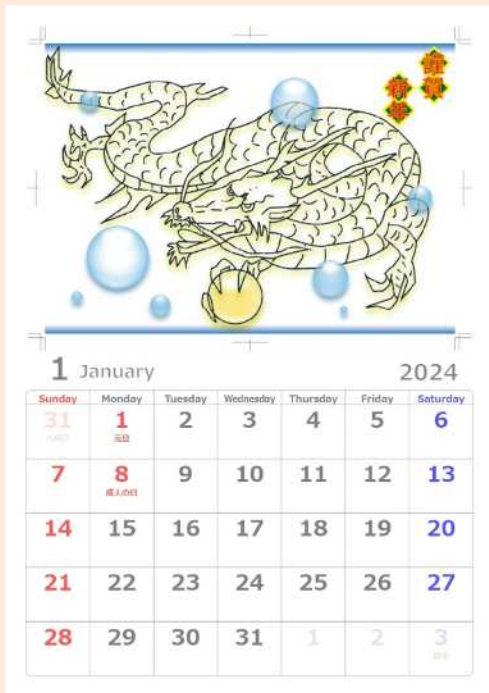 謹賀
新年
1 January 2024
Sunday Monday Tuesday Wednesday Thursday Friday Saturday
31 1 2 3 4 5 6
元旦
7 8 9 10 11 12 13
成人の日
14 15 16 17 18 19 20
21 22 23 24 25 26 27
28 29 30 31 1 2 3